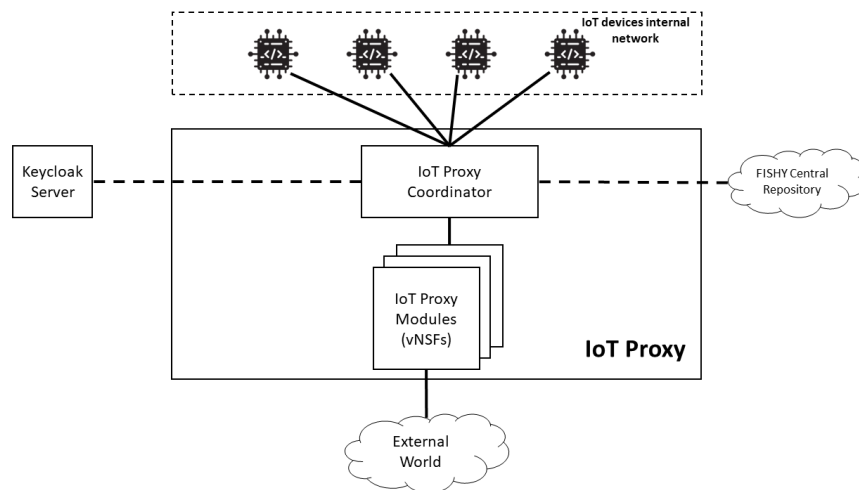 IoT devices internal
network
</>
</>
</>
</>
Keycloak
Server
IoT Proxy
Coordinator
FISHY Central
Repository
IoT Proxy
Modules
(vNSFs)
IoT Proxy
External
World